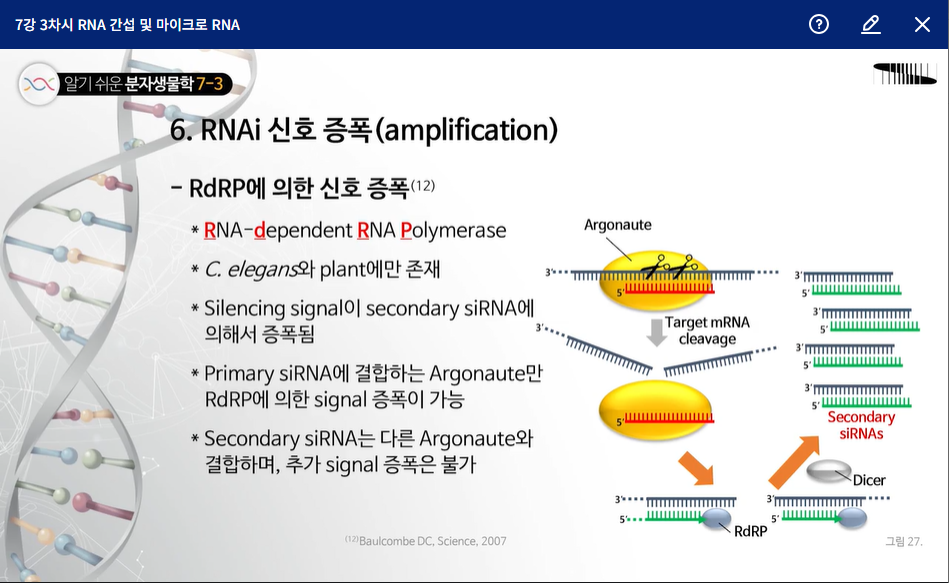 7강 3차시 RNA 간섭 및 마이크로 RNA
알기 쉬운 분자생물학 7-3
6. RNAi 신호 증폭(amplification)
- RdRP에 의한 신호 증폭(12)
* RNA-dependent RNA Polymerase
* C. elegans와 plant에만 존재
* Silencing signal이 secondary siRNA에
의해서 증폭됨
* Primary siRNA에 결합하는 Argonaute만
RdRP에 의한 signal 증폭이 가능
* Secondary siRNA는 다른 Argonaute와
결합하며, 추가 signal 증폭은 불가
(12)Baulcombe DC, Science, 2007
Argonaute
3'
5'
Target mRNA
cleavage
3'
5'
3'
5'
RdRP
3'
5'
Dicer
3'
5'
3'
5'
3'
5'
3'
5'
Secondary
siRNAs
그림 27.